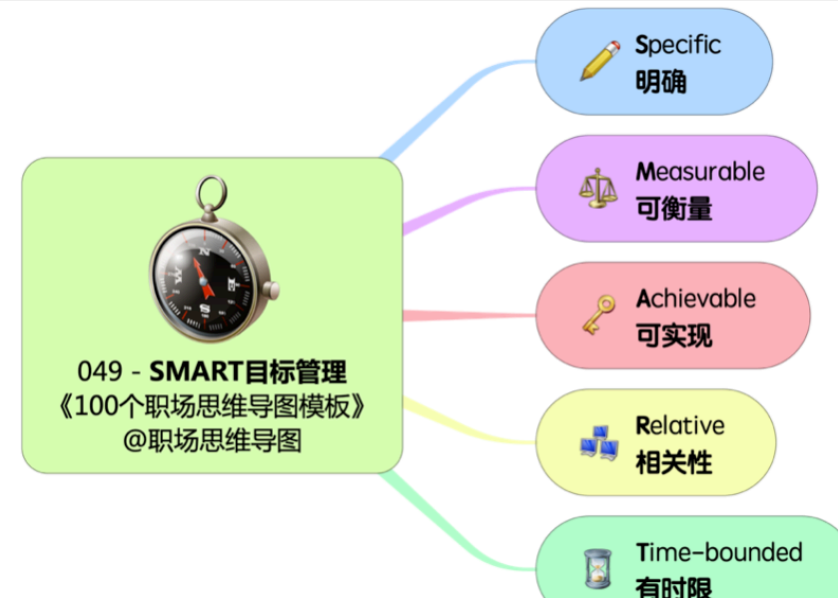 Specific
明确
Measurable
可衡量
Achievable
可实现
049 - SMART目标管理
《100个职场思维导图模板》
@职场思维导图
Relative
相关性
Time-bounded
有时限